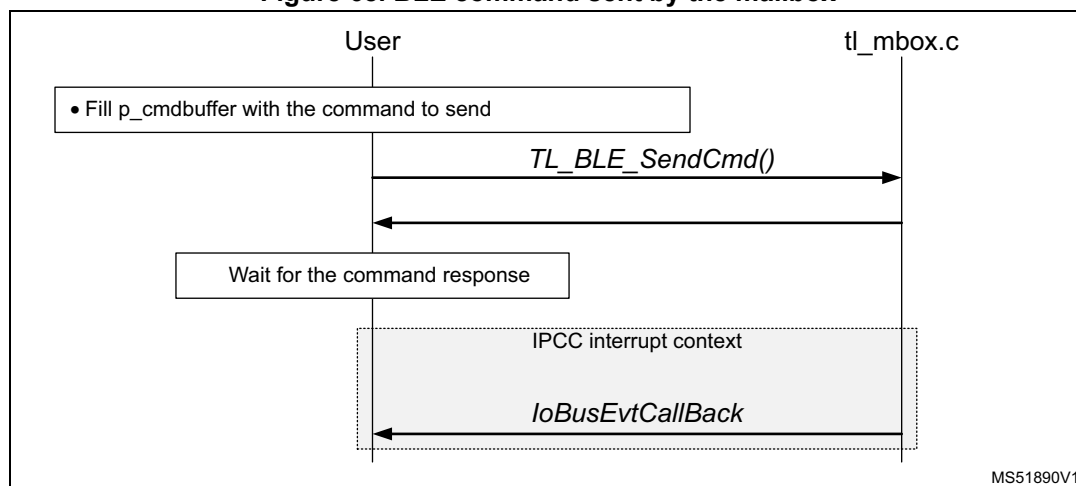 User
tl_mbox.c
• Fill p_cmdbuffer with the command to send
TL_BLE_SendCmd()
Wait for the command response
IPCC interrupt context
IoBusEvtCallBack
MS51890V1